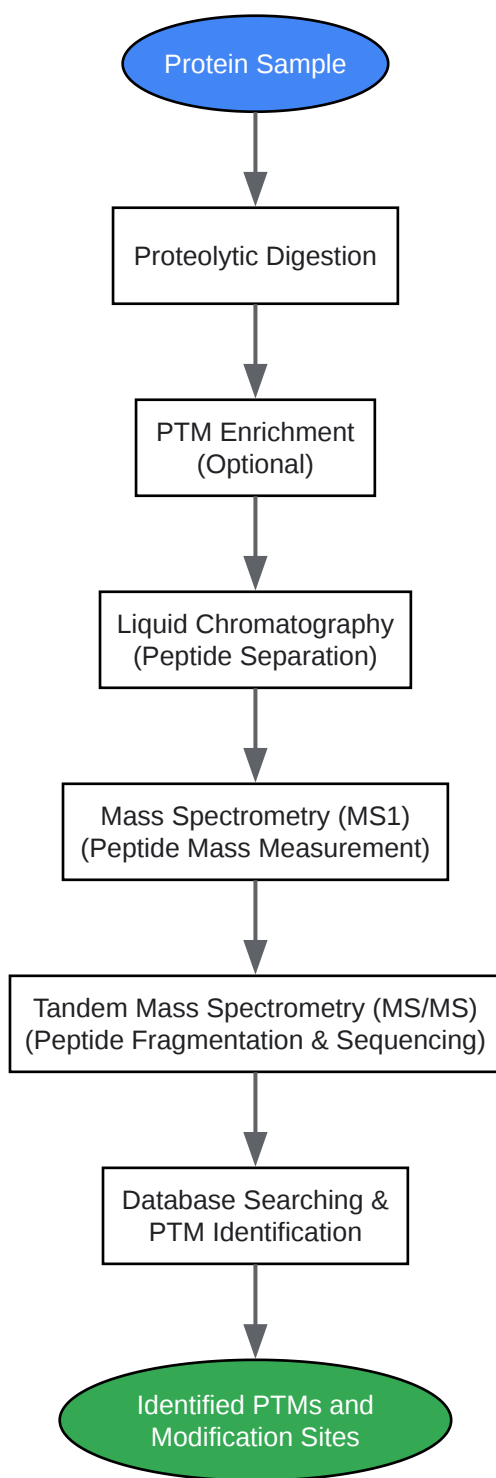 Protein Sample
Proteolytic Digestion
PTM Enrichment
(Optional)
Liquid Chromatography
(Peptide Separation)
Mass Spectrometry (MS1)
(Peptide Mass Measurement)
Tandem Mass Spectrometry (MS/MS)
(Peptide Fragmentation & Sequencing)
Database Searching &
PTM Identification
Identified PTMs and
Modification Sites